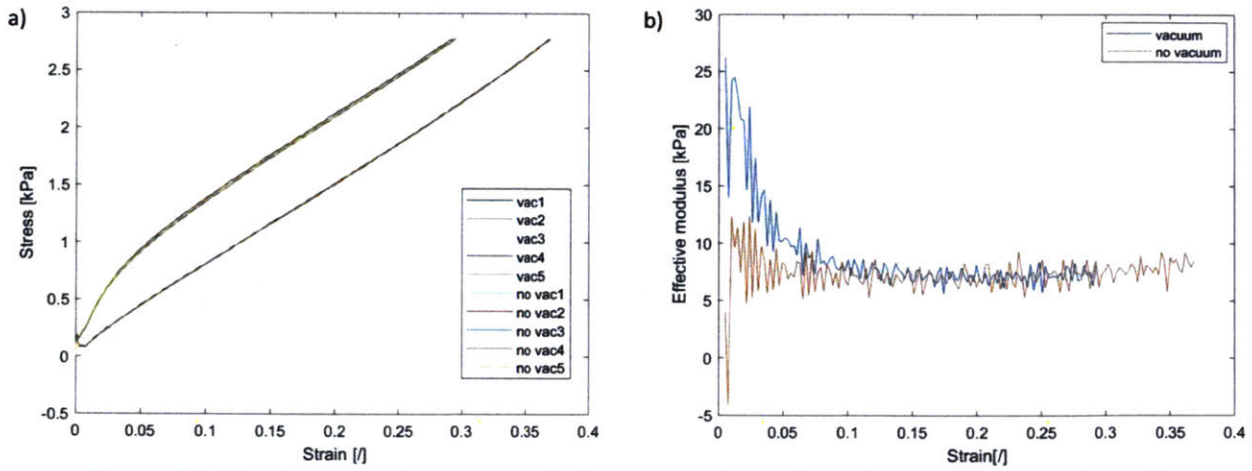 a)
3
2.5
2
1.5
1
0.5
0
-0.5
Stress [kPa]
0 0.05 0.1 0.15 0.2 0.25 0.3 0.35 0.4
Strain [/]
vac1
vac2
vac3
vac4
vac5
no vac1
no vac2
no vac3
no vac4
no vac5
b)
30
25
20
15
10
5
0
-5
Effective modulus [kPa]
0 0.05 0.1 0.15 0.2 0.25 0.3 0.35 0.4
Strain[/]
vacuum
no vacuum